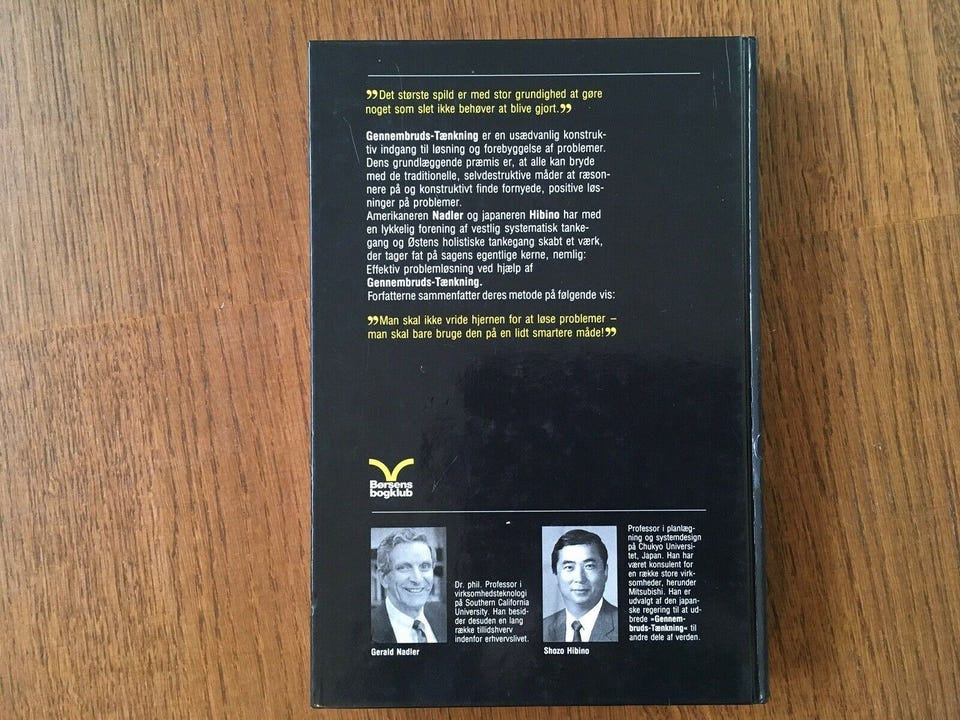 ”Det største spild er med stor grundighed at gøre
noget som slet ikke behøver at blive gjort.”
Gennembruds-Tænkning er en usædvanlig konstruk-
tiv indgang til løsning og forebyggelse af problemer.
Dens grundlæggende præmis er, at alle kan bryde
med de traditionelle, selvdestruktive måder at ræson-
nere på og konstruktivt finde fornyede, positive løs-
ninger på problemer.
Amerikaneren Nadler og japaneren Hibino har med
en lykkelig forening af vestlig systematisk tanke-
gang og Østens holistiske tankegang skabt et værk,
der tager fat på sagens egentlige kerne, nemlig:
Effektiv problemløsning ved hjælp af
Gennembruds-Tænkning.
Forfatterne sammenfatter deres metode på følgende vis:
”Man skal ikke vride hjernen for at løse problemer –
man skal bare bruge den på en lidt smartere måde!”
Børsens
bogklub
Dr. phil. Professor i
virksomhedsteknologi
på Southern California
University. Han besid-
der desuden en lang
række tillidshverv
indenfor erhvervslivet.
Gerald Nadler
Professor i planlæg-
ning og systemdesign
på Chukyo Universi-
tet, Japan. Han har
været konsulent for
en række store virk-
somheder, herunder
Mitsubishi. Han er
udvalgt af den japan-
ske regering til at ud-
brede »Gennem-
bruds-Tænkning« til
andre dele af verden.
Shozo Hibino